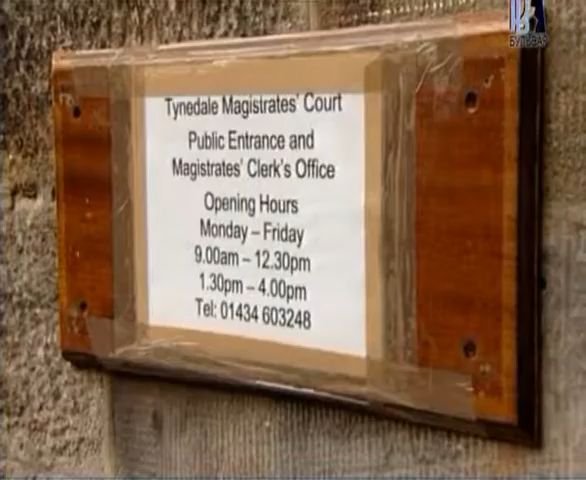 Tynedale Magistrates' Court
Public Entrance and
Magistrates' Clerk's Office
Opening Hours
Monday – Friday
9.00am – 12.30pm
1.30pm – 4.00pm
Tel: 01434 603248